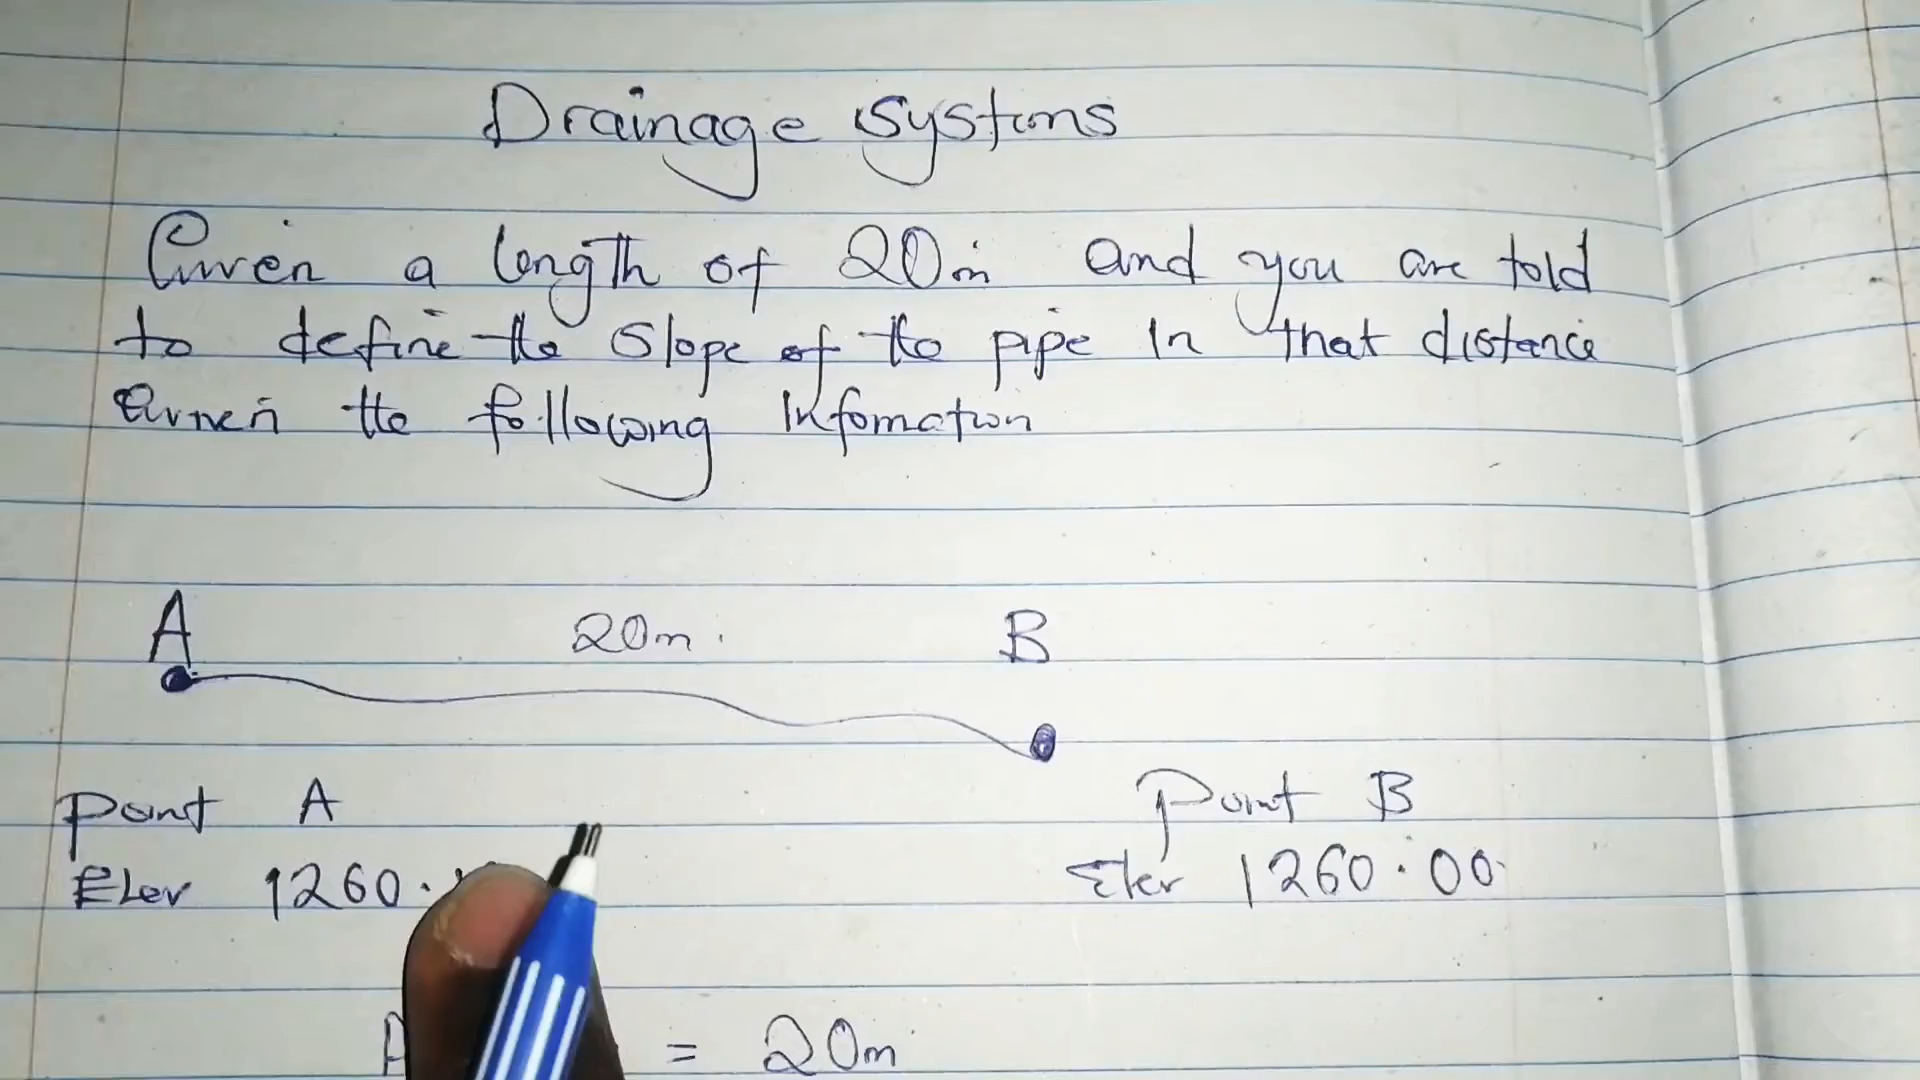 Drainage Systems
Given a length of 20m and you are told
to define the slope of the pipe in that distance
Given the following Infomation
A 20m. B
Point A Point B
Elev 1260. Elev 1260.00
= 20m